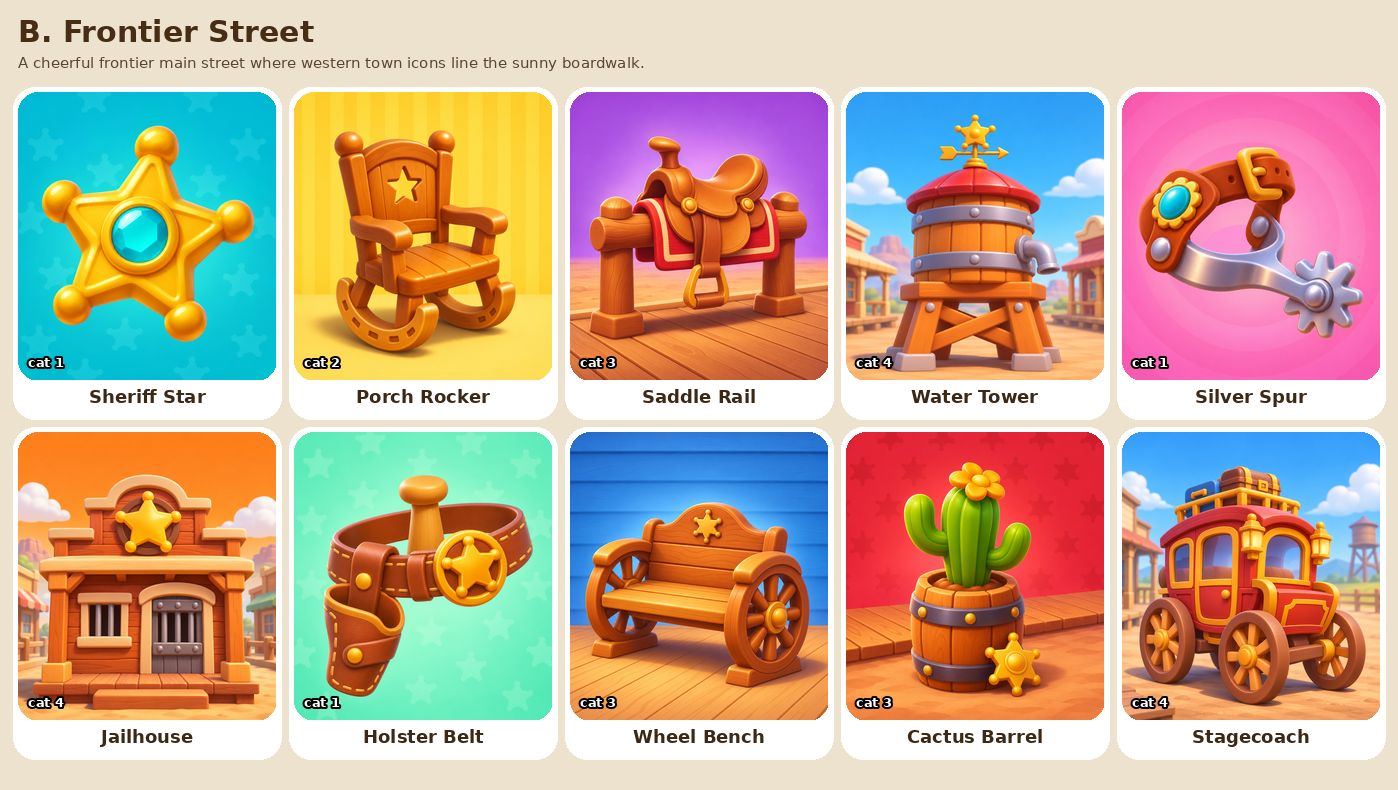 B. Frontier Street
A cheerful frontier main street where western town icons line the sunny boardwalk.
cat 1
Sheriff Star
cat 2
Porch Rocker
cat 3
Saddle Rail
cat 4
Water Tower
cat 1
Silver Spur
cat 4
Jailhouse
cat 1
Holster Belt
cat 3
Wheel Bench
cat 3
Cactus Barrel
cat 4
Stagecoach